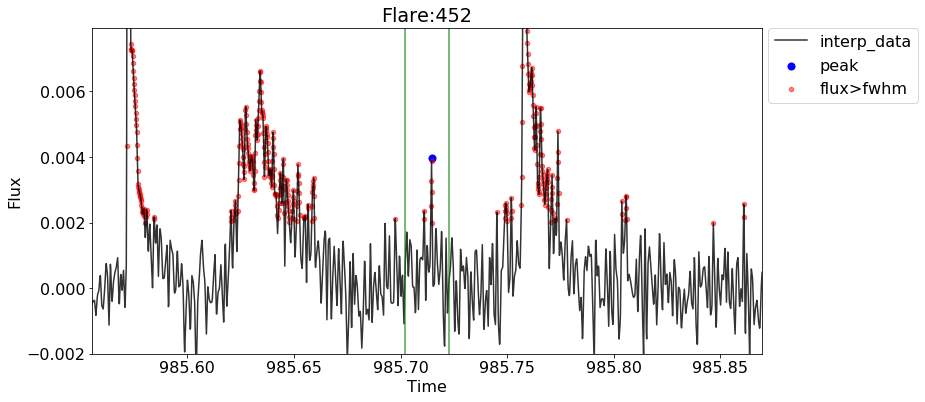 Flare:452
interp_data
peak
flux>fwhm
Flux
0.006
0.004
0.002
0.000
−0.002
985.60 985.65 985.70 985.75 985.80 985.85
Time